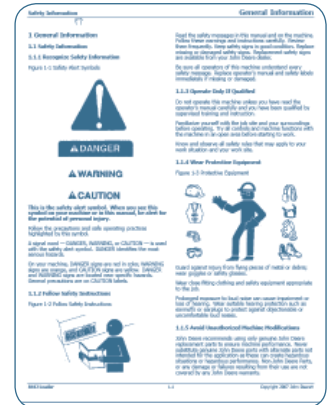 Safety Information
General Information
1 General Information
1.1 Safety Information
1.1.1 Recognize Safety Information
Figure 1-1 Safety Alert Symbols
DANGER
WARNING
CAUTION
This is the safety alert symbol. When you see this
symbol on your machine or in this manual, be alert for
the potential of personal injury.
Follow the precautions and safe operating practices
highlighted by this symbol.
A signal word — DANGER, WARNING, or CAUTION — is used
with the safety alert symbol. DANGER identifies the most
serious hazards.
On your machine, DANGER signs are red in color, WARNING
signs are orange, and CAUTION signs are yellow. DANGER
and WARNING signs are located near specific hazards.
General precautions are on CAUTION labels.
1.1.2 Follow Safety Instructions
Figure 1-2 Follow Safety Instructions
Read the safety messages in this manual and on the machine.
Follow these warnings and instructions carefully. Review
them frequently. Keep safety signs in good condition. Replace
missing or damaged safety signs. Replacement safety signs
are available from your John Deere dealer.
Be sure all operators of this machine understand every
safety message. Replace operator's manual and safety labels
immediately if missing or damaged.
1.1.3 Operate Only If Qualified
Do not operate this machine unless you have read the
operator's manual carefully and you have been qualified by
supervised training and instruction.
Familiarize yourself with the job site and your surroundings
before operating. Try all controls and machine functions with
the machine in an open area before starting to work.
Know and observe all safety rules that may apply to your
work situation and your work site.
1.1.4 Wear Protective Equipment
Figure 1-3 Protective Equipment
Guard against injury from flying pieces of metal or debris,
wear goggles or safety glasses.
Wear close fitting clothing and safety equipment appropriate
to the job.
Prolonged exposure to loud noise can cause impairment or
loss of hearing. Wear suitable hearing protection such as
earmuffs or earplugs to protect against objectionable or
uncomfortable loud noises.
1.1.5 Avoid Unauthorized Machine Modifications
John Deere recommends using only genuine John Deere
replacement parts to ensure machine performance. Never
substitute genuine John Deere parts with alternate parts not
intended for the application as these can create hazardous
situations or hazardous performance. Non-John Deere Parts,
or any damage or failures resulting from their use are not
covered by any John Deere warranty.
1-1
Copyright 2007 John Deere